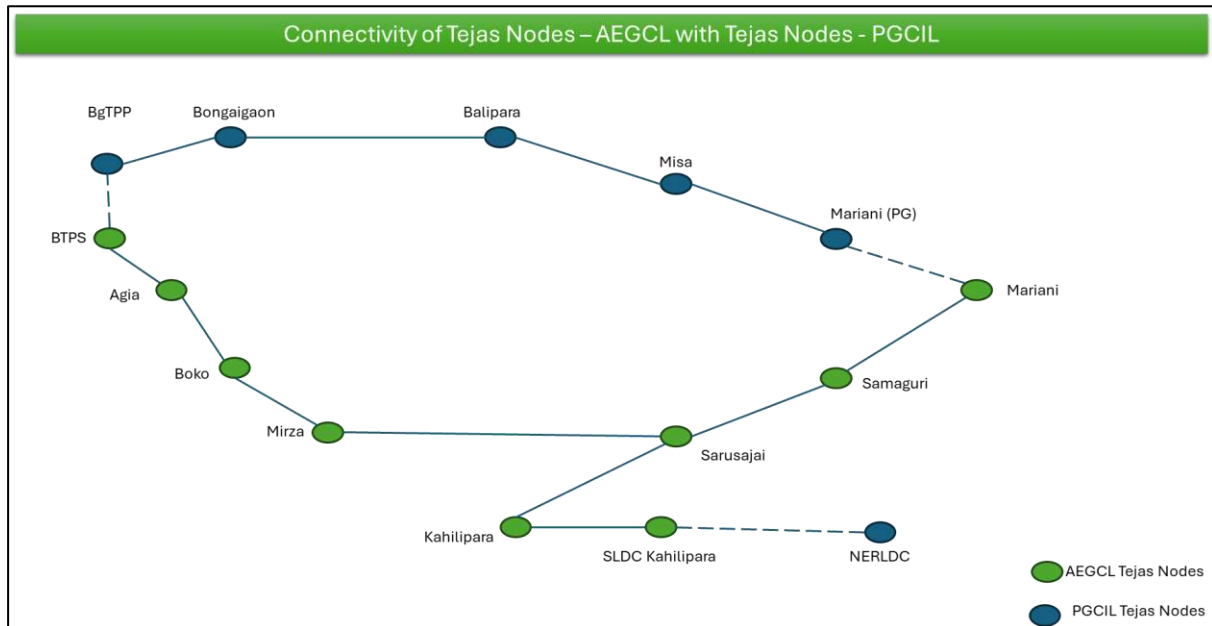 Connectivity of Tejas Nodes – AEGCL with Tejas Nodes - PGCIL
BgTPP
Bongaigaon
Balipara
Misa
Mariani (PG)
BTPS
Agia
Mariani
Boko
Samaguri
Mirza
Sarusajai
Kahilipara
SLDC Kahilipara
NERLDC
AEGCL Tejas Nodes
PGCIL Tejas Nodes